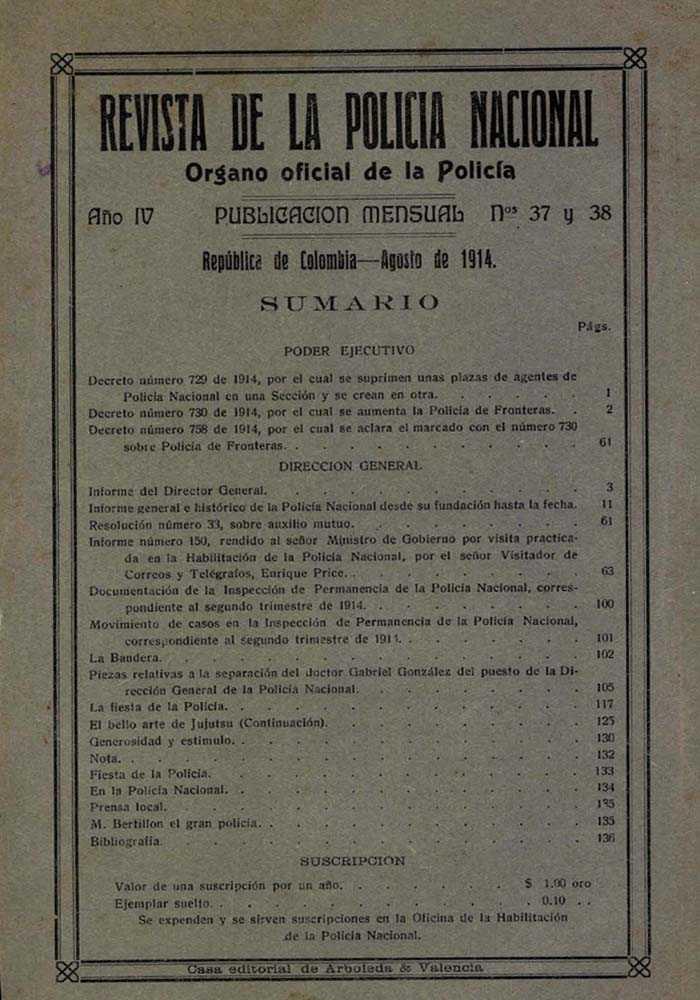 REVISTA DE LA POLICIA NACIONAL
Organo oficial de la Policía
Año IV PUBLICACION MENSUAL Nos 37 y 38
República de Colombia—Agosto de 1914.
SUMARIO
Págs.
PODER EJECUTIVO
Decreto número 729 de 1914, por el cual se suprimen unas plazas de agentes de
Policía Nacional en una Sección y se crean en otra. . . . . . . 1
Decreto número 730 de 1914, por el cual se aumenta la Policía de Fronteras. . 2
Decreto número 758 de 1914, por el cual se aclara el marcado con el número 730
sobre Policía de Fronteras. . . . . . . . . . 61
DIRECCION GENERAL
Informe del Director General. . . . . . . . . . . 3
Informe general e histórico de la Policía Nacional desde su fundación hasta la fecha. 11
Resolución número 33, sobre auxilio mutuo. . . . . . . . . 61
Informe número 150, rendido al señor Ministro de Gobierno por visita practica-
da en la Habilitación de la Policía Nacional, por el señor Visitador de
Correos y Telégrafos, Enrique Price. . . . . . . . . 63
Documentación de la Inspección de Permanencia de la Policía Nacional, corres-
pondiente al segundo trimestre de 1914. . . . . . . . . 100
Movimiento de casos en la Inspección de Permanencia de la Policía Nacional,
correspondiente al segundo trimestre de 1914. . . . . . . . 101
La Bandera. . . . . . . . . . . . . . . 102
Piezas relativas a la separación del doctor Gabriel González del puesto de la Di-
rección General de la Policía Nacional. . . . . . . . . 105
La fiesta de la Policía. . . . . . . . . . . . . 117
El bello arte de Jujutsu (Continuación). . . . . . . . . . 125
Generosidad y estimulo. . . . . . . . . . . . . 130
Nota. . . . . . . . . . . . . . . . . 132
Fiesta de la Policía. . . . . . . . . . . . . 133
En la Policía Nacional. . . . . . . . . . . . . 134
Prensa local. . . . . . . . . . . . . . . 135
M. Bertillon el gran policía. . . . . . . . . . . . 135
Bibliografía. . . . . . . . . . . . . . . 136
SUSCRIPCIÓN
Valor de una suscripción por un año. . . . . . . $ 1.00 oro
Ejemplar suelto. . . . . . . . . . . . 0.10 . .
Se expenden y se sirven suscripciones en la Oficina de la Habilitación
de la Policía Nacional.
Casa editorial de Arboleda & Valencia